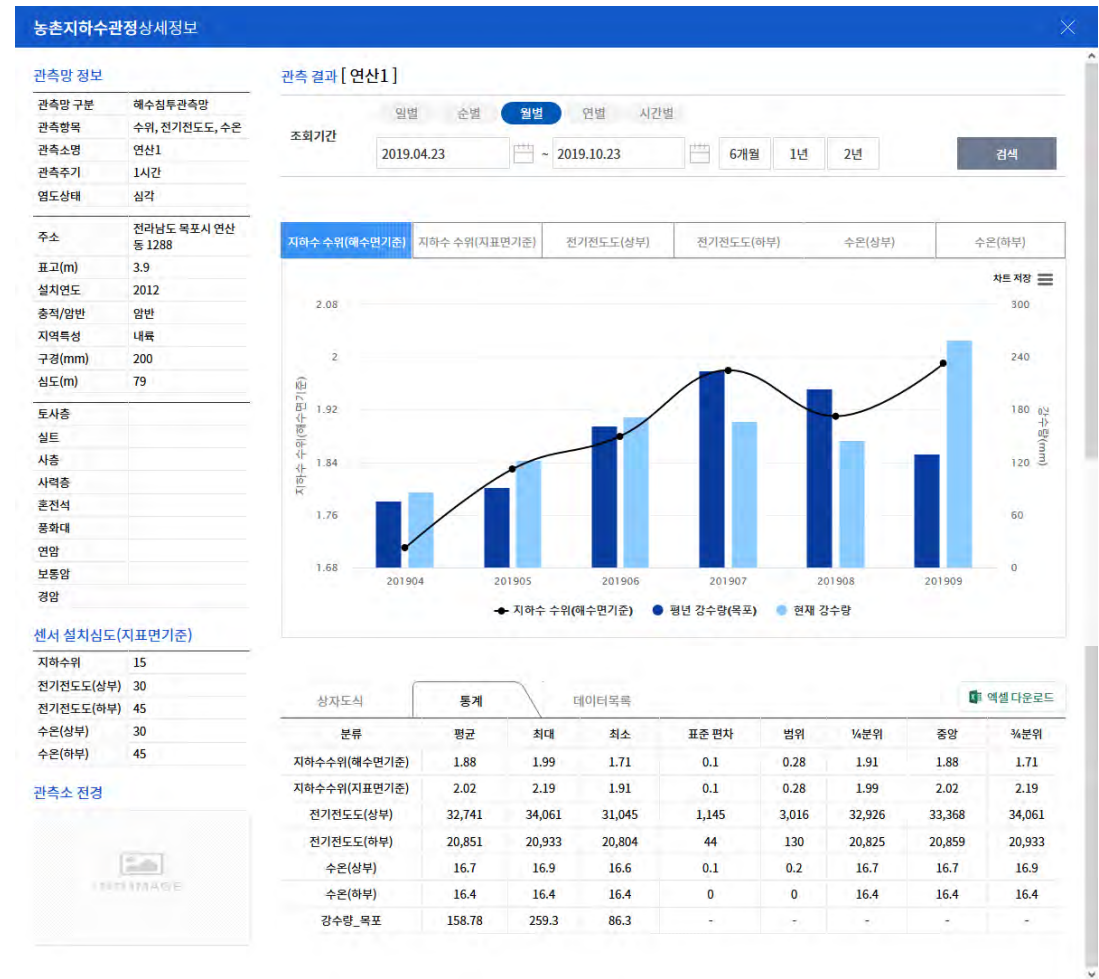 농촌지하수관정상세정보
관측망 정보
관측망 구분 해수침투관측망
관측항목 수위, 전기전도도, 수온
관측소명 연산1
관측주기 1시간
염도상태 심각
주소 전라남도 목포시 연산
동 1288
표고(m) 3.9
설치연도 2012
충적/암반 암반
지역특성 내륙
구경(mm) 200
심도(m) 79
토사층
실트
사층
사력층
혼전석
풍화대
연암
보통암
경암
센서 설치심도(지표면기준)
지하수위 15
전기전도도(상부) 30
전기전도도(하부) 45
수온(상부) 30
수온(하부) 45
관측소 전경
관측 결과 [ 연산1 ]
일별 순별 월별 연별 시간별
조회기간
2019.04.23 ~ 2019.10.23 6개월 1년 2년 검색
지하수 수위(해수면기준) 지하수 수위(지표면기준) 전기전도도(상부) 전기전도도(하부) 수온(상부) 수온(하부)
차트 저장
2.08 300
2 240
1.92 180
1.84 120
1.76 60
1.68 0
지하수 수위(해수면기준)
강수량(mm)
201904 201905 201906 201907 201908 201909
지하수 수위(해수면기준) 평년 강수량(목포) 현재 강수량
상자도식 통계 데이터목록 엑셀 다운로드
분류 평균 최대 최소 표준 편차 범위 ¼분위 중앙 ¾분위
지하수수위(해수면기준) 1.88 1.99 1.71 0.1 0.28 1.91 1.88 1.71
지하수수위(지표면기준) 2.02 2.19 1.91 0.1 0.28 1.99 2.02 2.19
전기전도도(상부) 32,741 34,061 31,045 1,145 3,016 32,926 33,368 34,061
전기전도도(하부) 20,851 20,933 20,804 44 130 20,825 20,859 20,933
수온(상부) 16.7 16.9 16.6 0.1 0.2 16.7 16.7 16.9
수온(하부) 16.4 16.4 16.4 0 0 16.4 16.4 16.4
강수량_목포 158.78 259.3 86.3 - - - - -